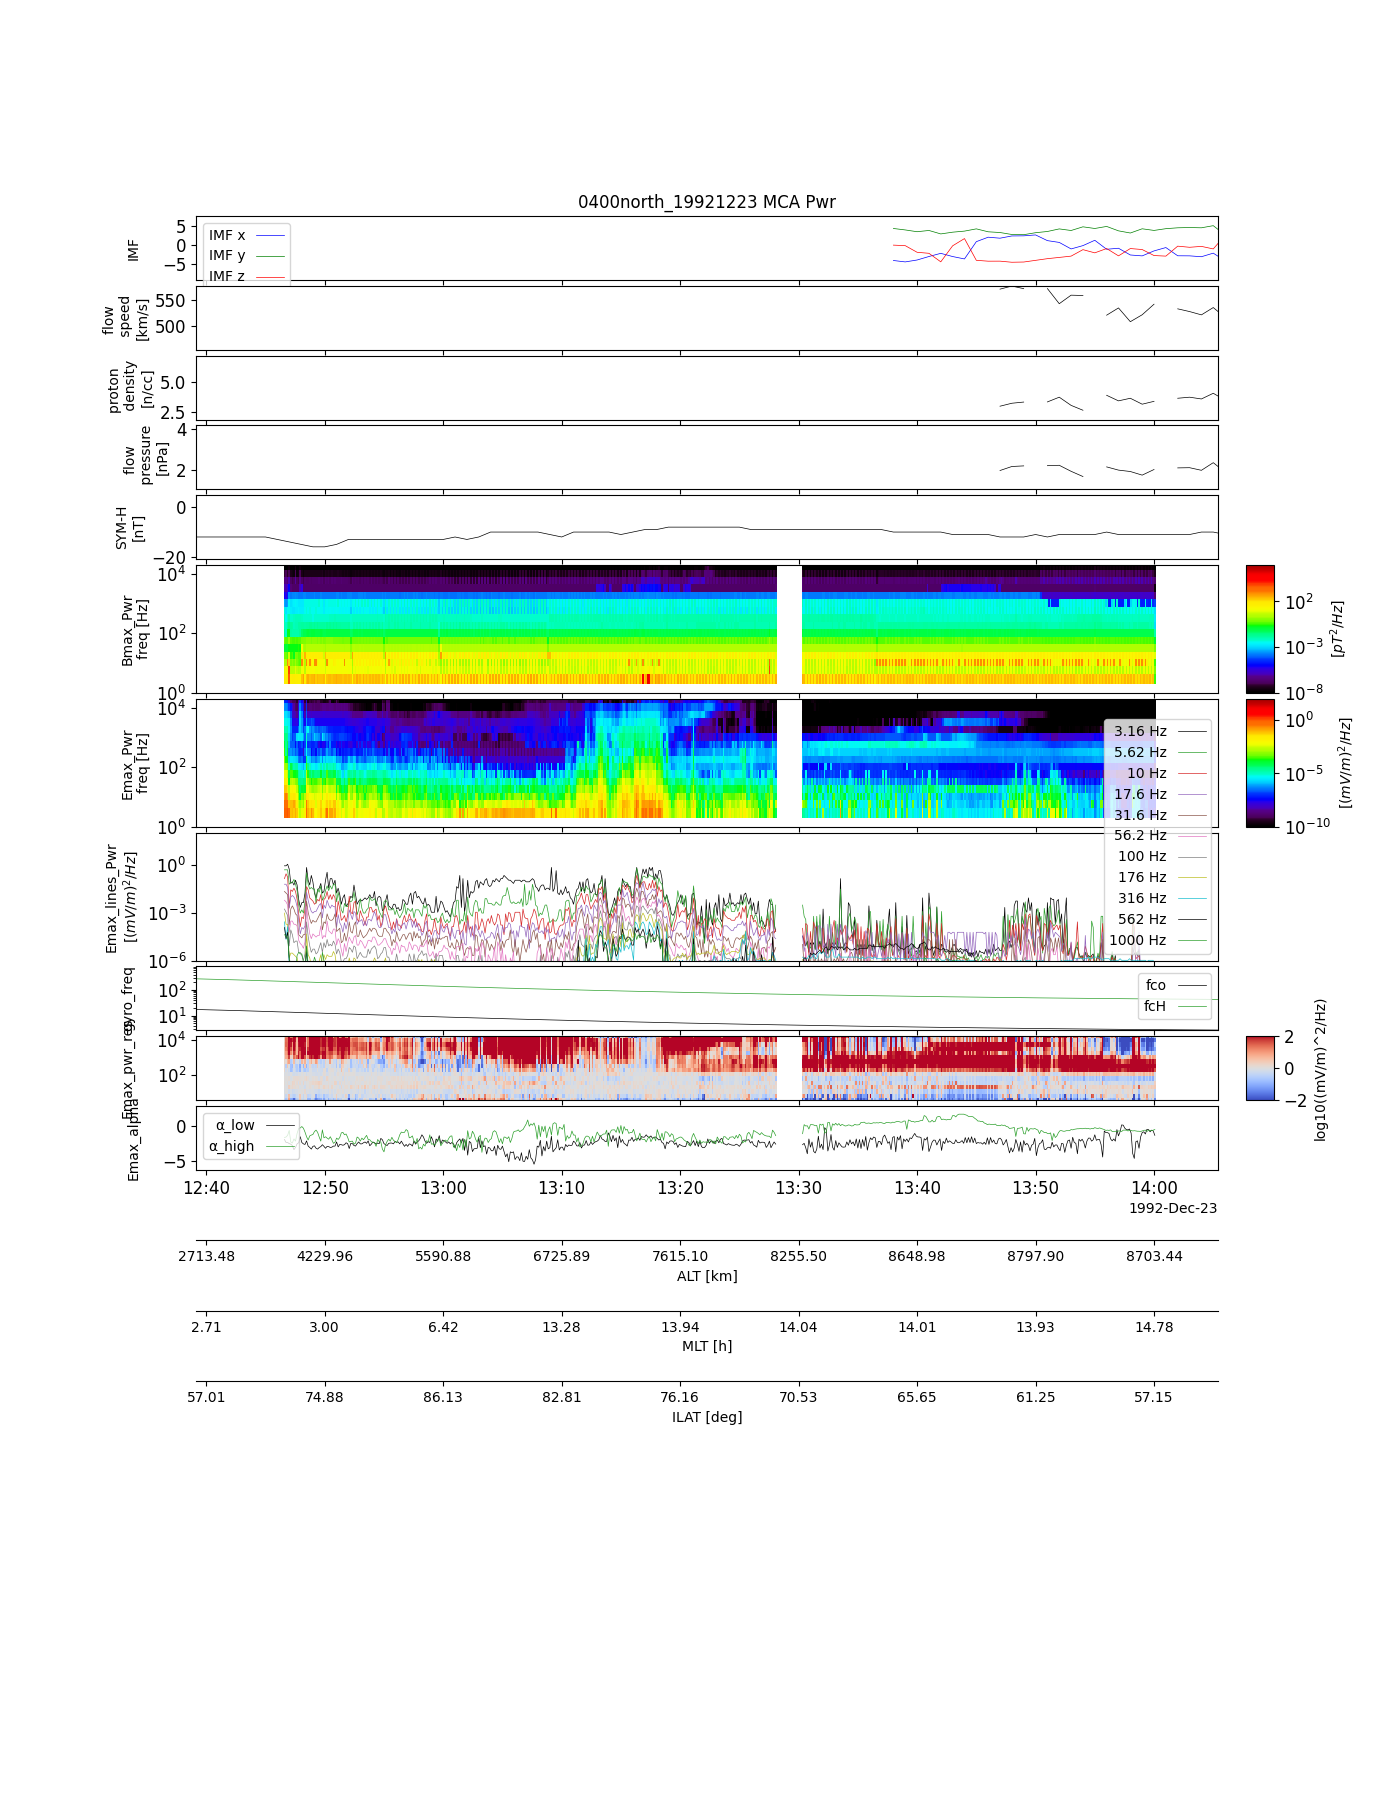 0400north_19921223 MCA Pwr
IMF
5
0
−5
IMF x
IMF y
IMF z
flow
speed
[km/s]
550
500
proton
density
[n/cc]
5.0
2.5
flow
pressure
[nPa]
4
2
SYM-H
[nT]
0
−20
Bmax_Pwr
freq [Hz]
10^4
10^2
10^0
10^2
10^−3
10^−8
[pT^2/Hz]
Emax_Pwr
freq [Hz]
10^4
10^2
10^0
10^0
10^−5
10^−10
[(mV/m)^2/Hz]
3.16 Hz
5.62 Hz
10 Hz
17.6 Hz
31.6 Hz
56.2 Hz
100 Hz
176 Hz
316 Hz
562 Hz
1000 Hz
Emax_lines_Pwr
[(mV/m)^2/Hz]
10^0
10^−3
10^−6
gyro_freq
10^2
10^1
fco
fcH
Emax_pwr_reg
10^4
10^2
2
0
−2
log10((mV/m)^2/Hz)
Emax_alpha
0
−5
α_low
α_high
12:40 12:50 13:00 13:10 13:20 13:30 13:40 13:50 14:00
1992-Dec-23
2713.48 4229.96 5590.88 6725.89 7615.10 8255.50 8648.98 8797.90 8703.44
ALT [km]
2.71 3.00 6.42 13.28 13.94 14.04 14.01 13.93 14.78
MLT [h]
57.01 74.88 86.13 82.81 76.16 70.53 65.65 61.25 57.15
ILAT [deg]